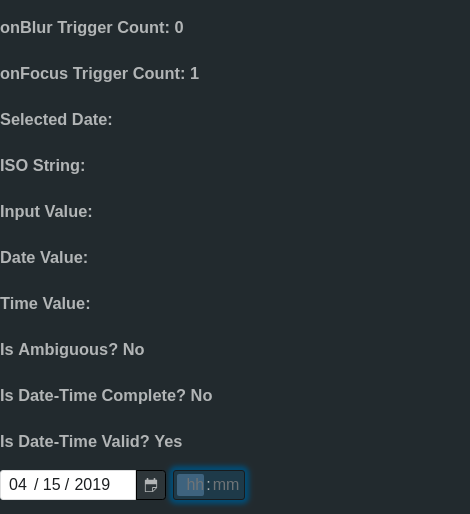 onBlur Trigger Count: 0
onFocus Trigger Count: 1
Selected Date:
ISO String:
Input Value:
Date Value:
Time Value:
Is Ambiguous? No
Is Date-Time Complete? No
Is Date-Time Valid? Yes
04 / 15 / 2019 hh:mm